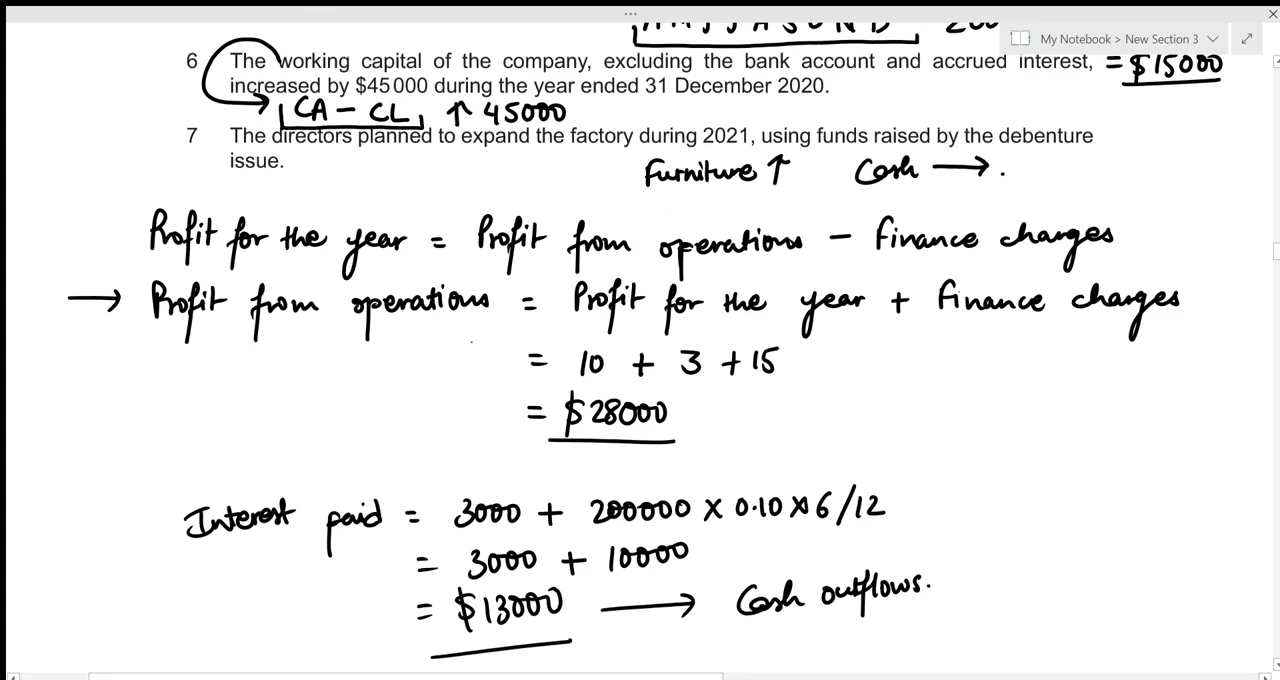 My Notebook > New Section 3
6 The working capital of the company, excluding the bank account and accrued interest, = $15000
increased by $45 000 during the year ended 31 December 2020.
CA - CL ↑ 45000
7 The directors planned to expand the factory during 2021, using funds raised by the debenture
issue.
Furniture ↑ Cash →.
Profit for the year = Profit from operations - Finance charges
→ Profit from operations = Profit for the year + Finance charges
= 10 + 3 + 15
= $28000
Interest paid = 3000 + 200000 × 0.10 × 6/12
= 3000 + 10000
= $13000 → Cash outflows.